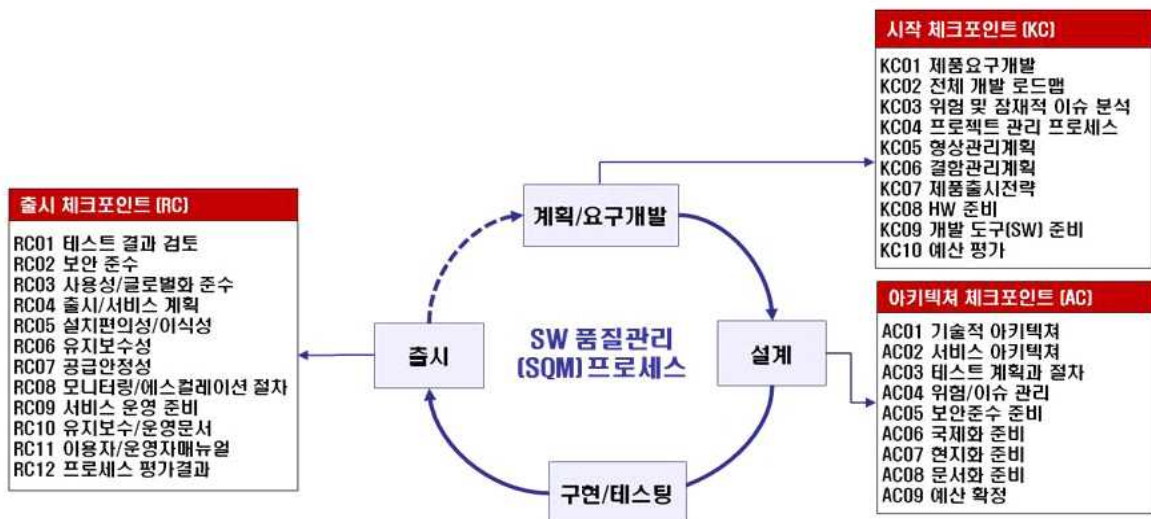 시작 체크포인트 (KC)
KC01 제품요구개발
KC02 전체 개발 로드맵
KC03 위험 및 잠재적 이슈 분석
KC04 프로젝트 관리 프로세스
KC05 형상관리계획
KC06 결함관리계획
KC07 제품출시전략
KC08 HW 준비
KC09 개발 도구(SW) 준비
KC10 예산 평가
출시 체크포인트 (RC)
RC01 테스트 결과 검토
RC02 보안 준수
RC03 사용성/글로벌화 준수
RC04 출시/서비스 계획
RC05 설치편의성/이식성
RC06 유지보수성
RC07 공급안정성
RC08 모니터링/에스컬레이션 절차
RC09 서비스 운영 준비
RC10 유지보수/운영문서
RC11 이용자/운영자매뉴얼
RC12 프로세스 평가결과
계획/요구개발
출시
SW 품질관리
(SQM) 프로세스
설계
구현/테스팅
아키텍쳐 체크포인트 (AC)
AC01 기술적 아키텍쳐
AC02 서비스 아키텍쳐
AC03 테스트 계획과 절차
AC04 위험/이슈 관리
AC05 보안준수 준비
AC06 국제화 준비
AC07 현지화 준비
AC08 문서화 준비
AC09 예산 확정